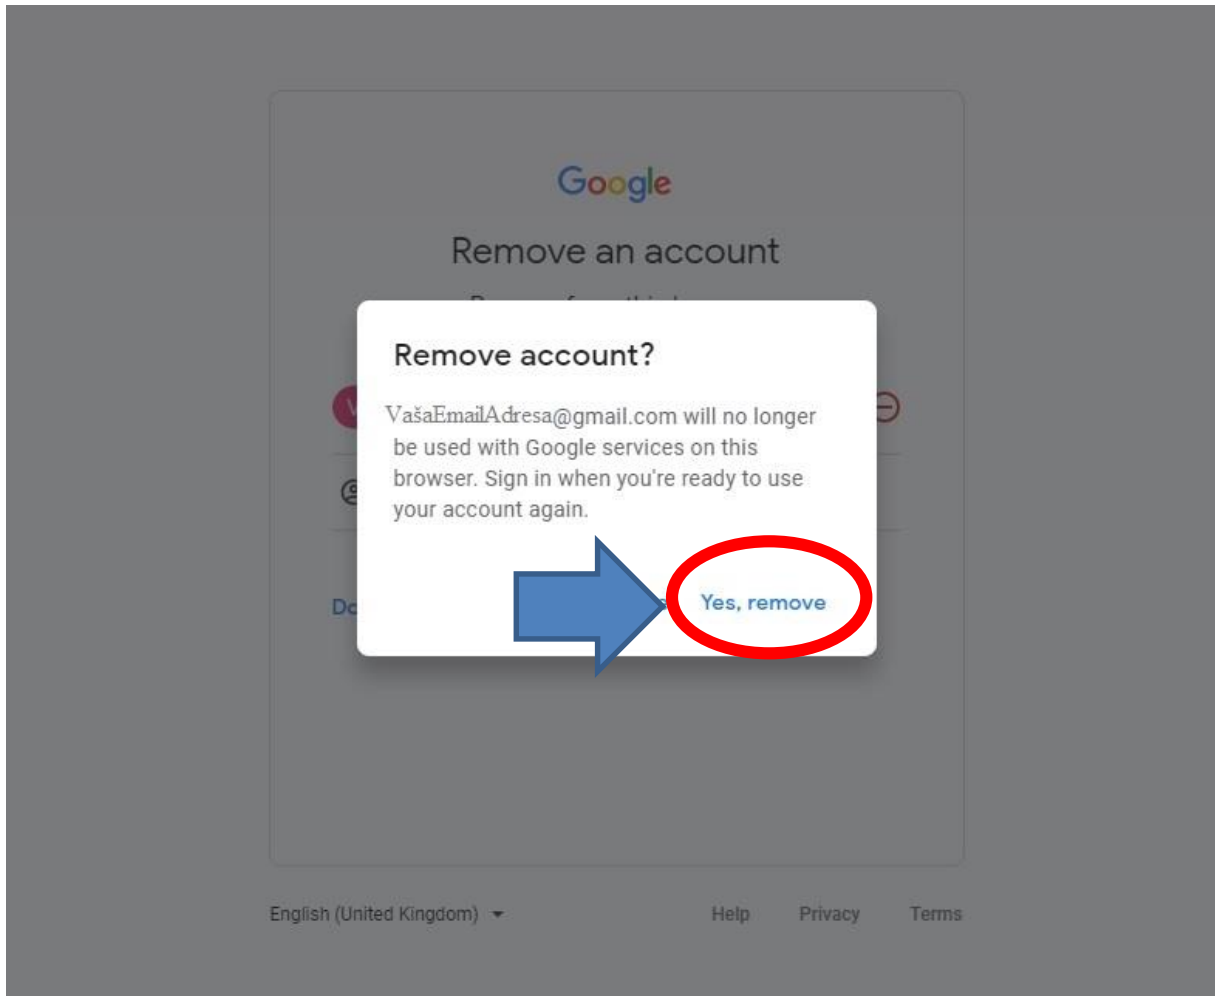 Google
Remove an account
Remove account?
VašaEmailAdresa@gmail.com will no longer
be used with Google services on this
browser. Sign in when you're ready to use
your account again.
Yes, remove
English (United Kingdom)
Help Privacy Terms